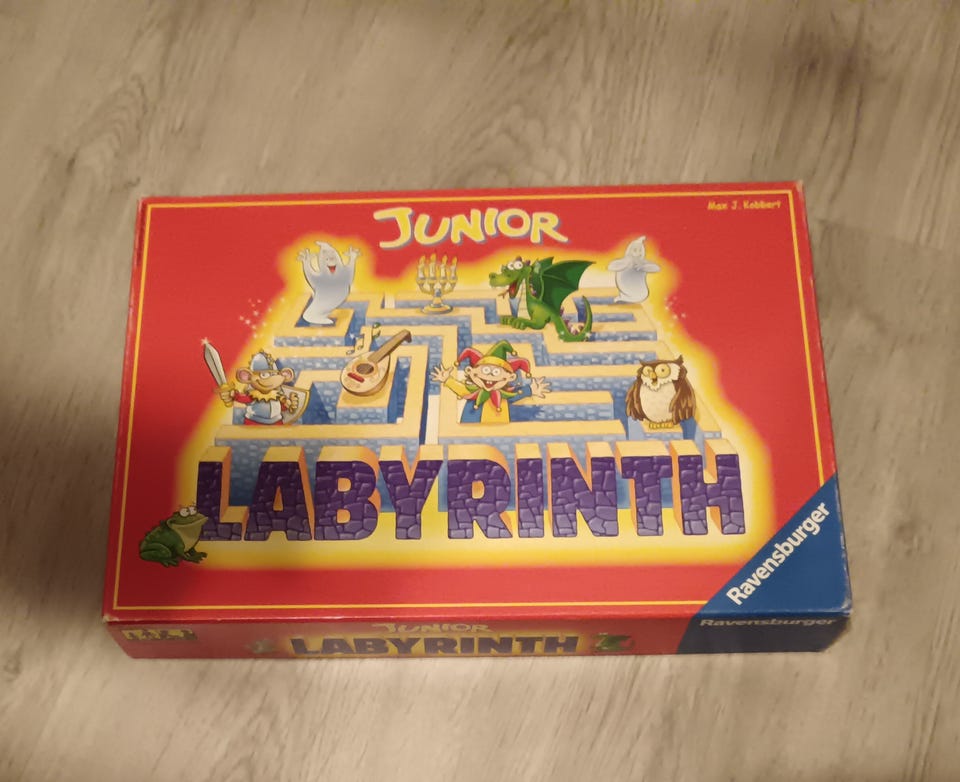 JUNIOR
Max J. Kobbert
LABYRINTH
Ravensburger
JUNIOR
LABYRINTH
Ravensburger